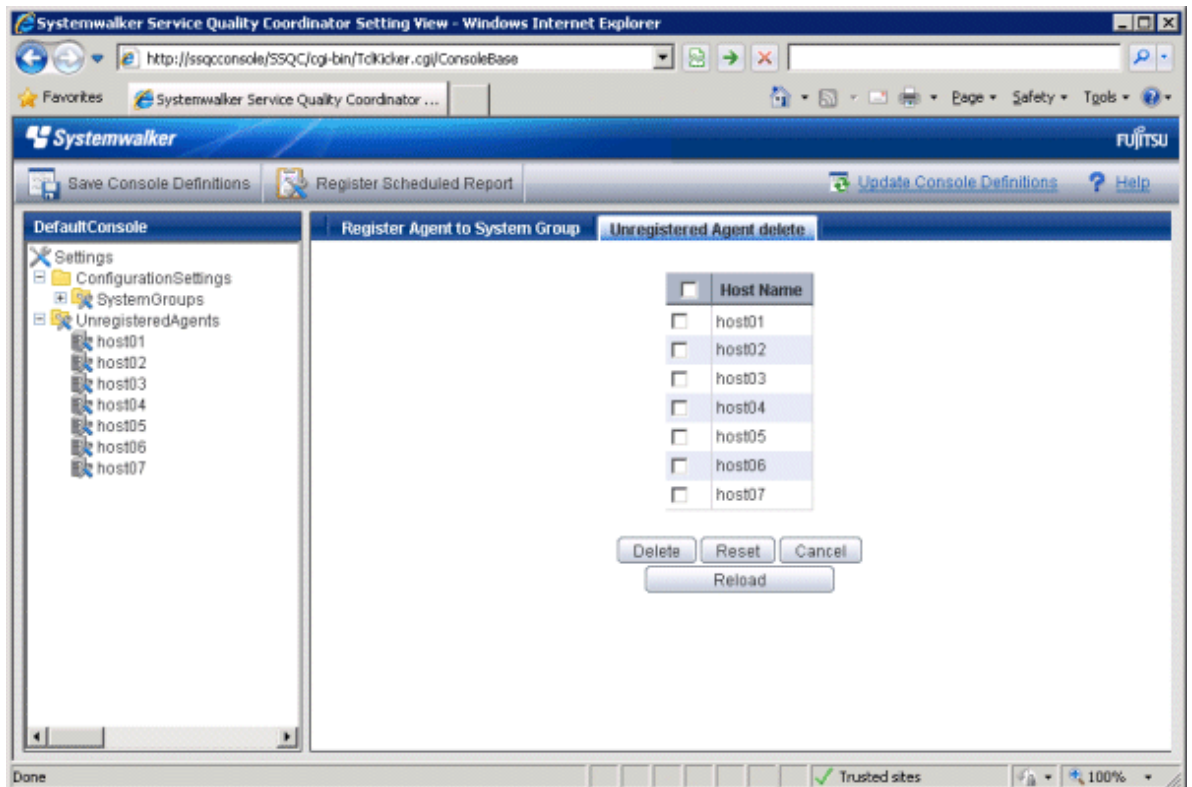 Systemwalker Service Quality Coordinator Setting View - Windows Internet Explorer
http://ssqcconsole/SSQC/cgi-bin/TclKicker.cgi/ConsoleBase
Favorites Systemwalker Service Quality Coordinator ... Page Safety Tools
Systemwalker FUJITSU
Save Console Definitions Register Scheduled Report Update Console Definitions Help
DefaultConsole Register Agent to System Group Unregistered Agent delete
Settings
ConfigurationSettings
SystemGroups
UnregisteredAgents
host01
host02
host03
host04
host05
host06
host07
Host Name
host01
host02
host03
host04
host05
host06
host07
Delete Reset Cancel
Reload
Done Trusted sites 100%